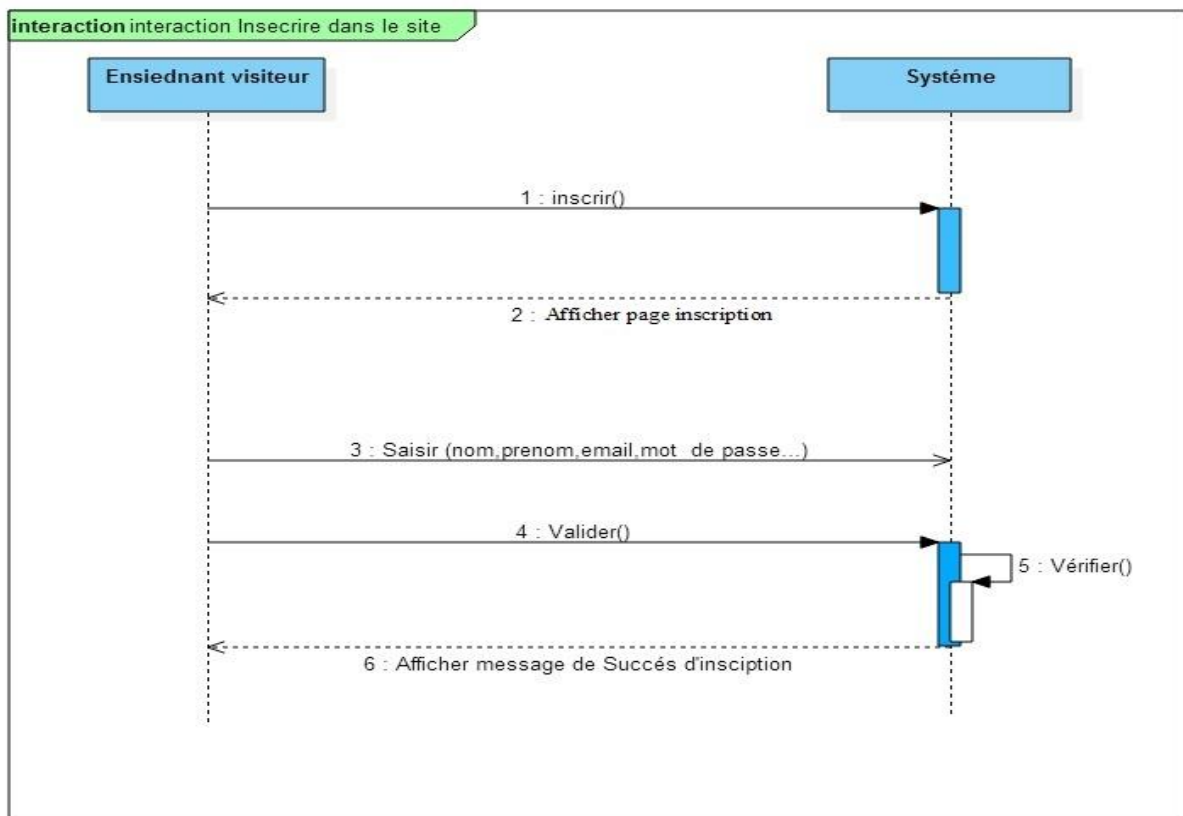 interaction interaction Insecrire dans le site
Ensiednant visiteur
Systéme
1 : inscrir()
2 : Afficher page inscription
3 : Saisir (nom,prenom,email,mot de passe...)
4 : Valider()
5 : Vérifier()
6 : Afficher message de Succés d'insciption